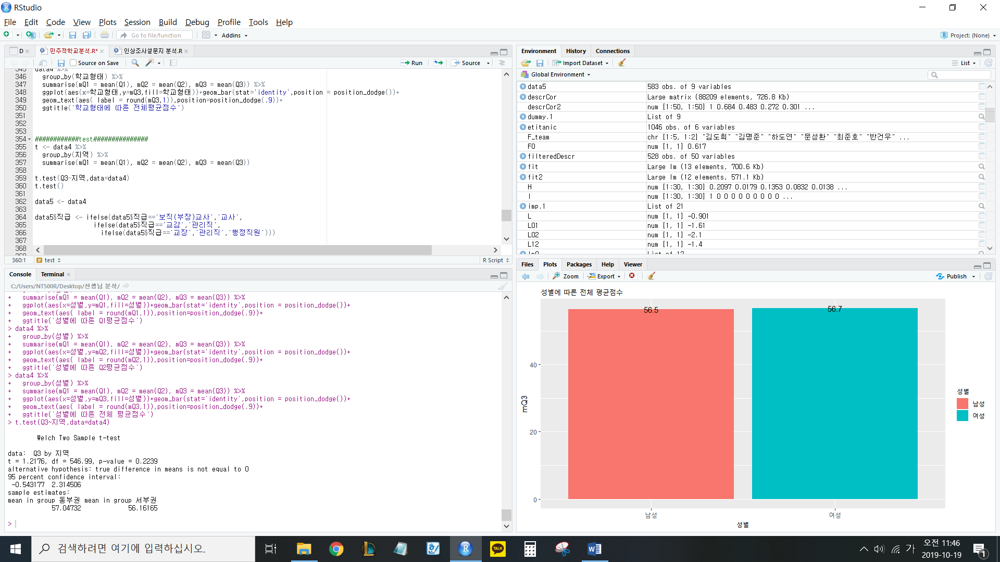 RStudio
File Edit Code View Plots Session Build Debug Profile Tools Help
Go to file/function Addins Project: (None)
D 민주적학교분석.R* 인상조사설문지 분석.R
Source on Save Run Source
346 group_by(학교형태) %>%
347 summarise(mQ1 = mean(Q1), mQ2 = mean(Q2), mQ3 = mean(Q3)) %>%
348 ggplot(aes(x=학교형태,y=mQ3,fill=학교형태))+geom_bar(stat='identity',position = position_dodge())+
349 geom_text(aes( label = round(mQ3,1)),position=position_dodge(.9))+
350 ggtitle('학교형태에 따른 전체평균점수')
351
352
353
354 ############test###############
355 t <- data4 %>%
356 group_by(지역) %>%
357 summarise(mQ1 = mean(Q1), mQ2 = mean(Q2), mQ3 = mean(Q3))
358
359 t.test(Q3~지역,data=data4)
360 t.test()
361
362 data5 <- data4
363
364 data5$직급 <- ifelse(data5$직급=='보직(부장)교사','교사',
365 ifelse(data5$직급=='교감','관리직',
366 ifelse(data5$직급=='교장','관리직','행정직원')))
367
368
360:1 test R Script
Console Terminal
C:/Users/NT500R/Desktop/선생님 분석/
+ summarise(mQ1 = mean(Q1), mQ2 = mean(Q2), mQ3 = mean(Q3)) %>%
+ ggplot(aes(x=성별,y=mQ1,fill=성별))+geom_bar(stat='identity',position = position_dodge())+
+ geom_text(aes( label = round(mQ1,1)),position=position_dodge(.9))+
+ ggtitle('성별에 따른 Q1평균점수')
> data4 %>%
+ group_by(성별) %>%
+ summarise(mQ1 = mean(Q1), mQ2 = mean(Q2), mQ3 = mean(Q3)) %>%
+ ggplot(aes(x=성별,y=mQ2,fill=성별))+geom_bar(stat='identity',position = position_dodge())+
+ geom_text(aes( label = round(mQ2,1)),position=position_dodge(.9))+
+ ggtitle('성별에 따른 Q2평균점수')
> data4 %>%
+ group_by(성별) %>%
+ summarise(mQ1 = mean(Q1), mQ2 = mean(Q2), mQ3 = mean(Q3)) %>%
+ ggplot(aes(x=성별,y=mQ3,fill=성별))+geom_bar(stat='identity',position = position_dodge())+
+ geom_text(aes( label = round(mQ3,1)),position=position_dodge(.9))+
+ ggtitle('성별에 따른 전체 평균점수')
> t.test(Q3~지역,data=data4)
Welch Two Sample t-test
data: Q3 by 지역
t = 1.2176, df = 546.99, p-value = 0.2239
alternative hypothesis: true difference in means is not equal to 0
95 percent confidence interval:
-0.543177 2.314506
sample estimates:
mean in group 동부권 mean in group 서부권
57.04732 56.16165
>
Environment History Connections
Import Dataset List
Global Environment
data5 583 obs. of 9 variables
descrCor Large matrix (88209 elements, 726.8 Kb)
descrCor2 num [1:50, 1:50] 1 0.684 0.483 0.272 0.301 ...
dummy.1 List of 9
etitanic 1046 obs. of 6 variables
F_team chr [1:5, 1:2] "김도희" "김명준" "하도연" "문성환" "최준호" "반건우" ...
F0 num [1, 1] 0.617
filteredDescr 528 obs. of 50 variables
fit Large lm (13 elements, 700.6 Kb)
fit2 Large lm (12 elements, 571.1 Kb)
H num [1:30, 1:30] 0.2097 0.0179 0.1353 0.0832 0.0138 ...
I num [1:30, 1:30] 1 0 0 0 0 0 0 0 0 0 ...
imp.1 List of 21
L num [1, 1] -0.901
L01 num [1, 1] -1.61
L02 num [1, 1] -2.1
L12 num [1, 1] -1.4
Files Plots Packages Help Viewer
Zoom Export Publish
성별에 따른 전체 평균점수
56.5 56.7
40
20
0
mQ3
남성 여성
성별
성별
남성
여성
검색하려면 여기에 입력하십시오.
TALK
가
오전 11:46
2019-10-19
1